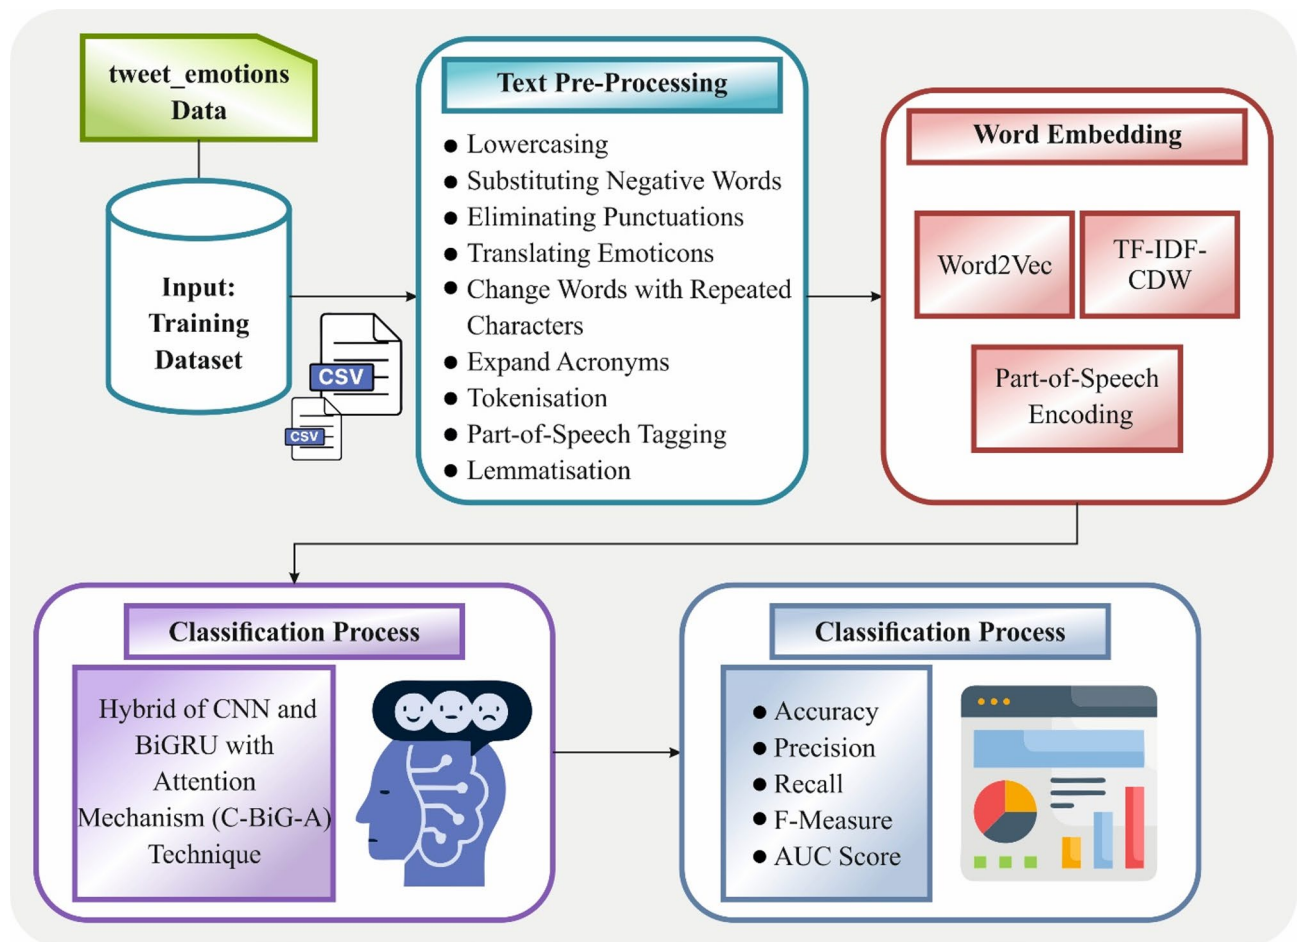 tweet_emotions
Data
Input:
Training
Dataset
CSV
CSV
Text Pre-Processing
● Lowercasing
● Substituting Negative Words
● Eliminating Punctuations
● Translating Emoticons
● Change Words with Repeated
Characters
● Expand Acronyms
● Tokenisation
● Part-of-Speech Tagging
● Lemmatisation
Word Embedding
Word2Vec
TF-IDF-
CDW
Part-of-Speech
Encoding
Classification Process
Hybrid of CNN and
BiGRU with
Attention
Mechanism (C-BiG-A)
Technique
Classification Process
● Accuracy
● Precision
● Recall
● F-Measure
● AUC Score